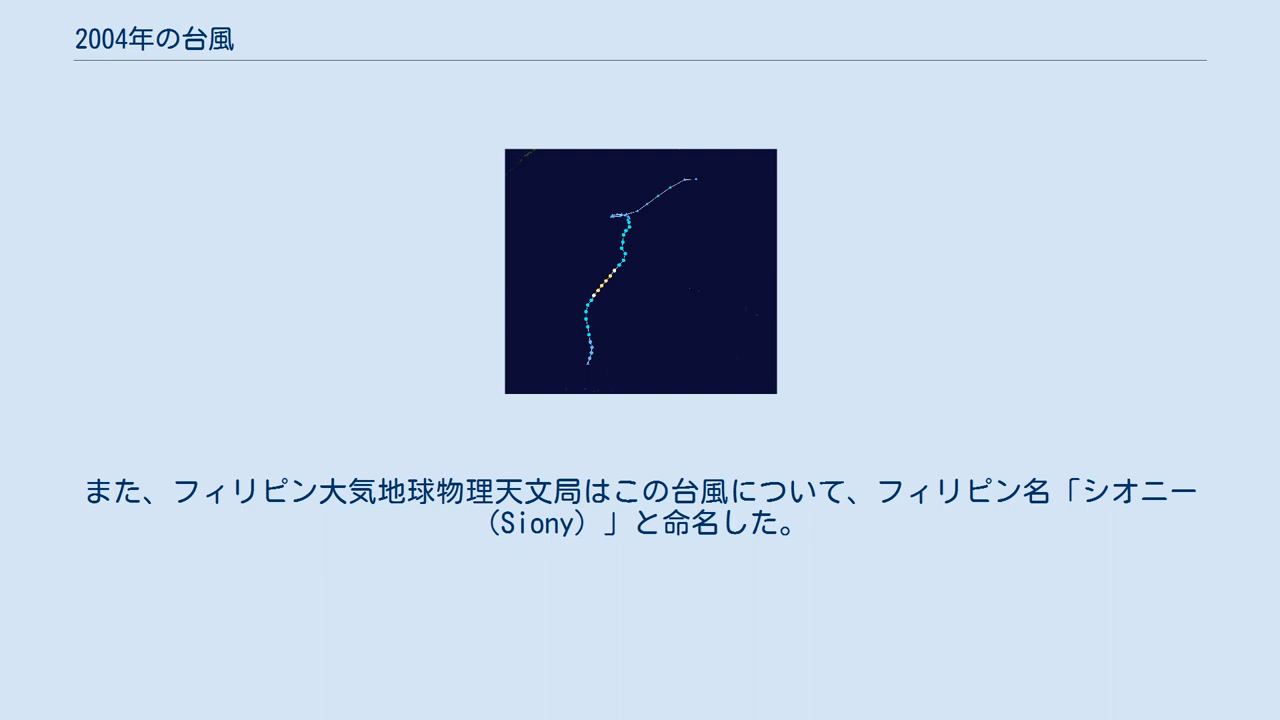 2004年の台風
また、フィリピン大気地球物理天文局はこの台風について、フィリピン名「シオニー
（Siony）」と命名した。